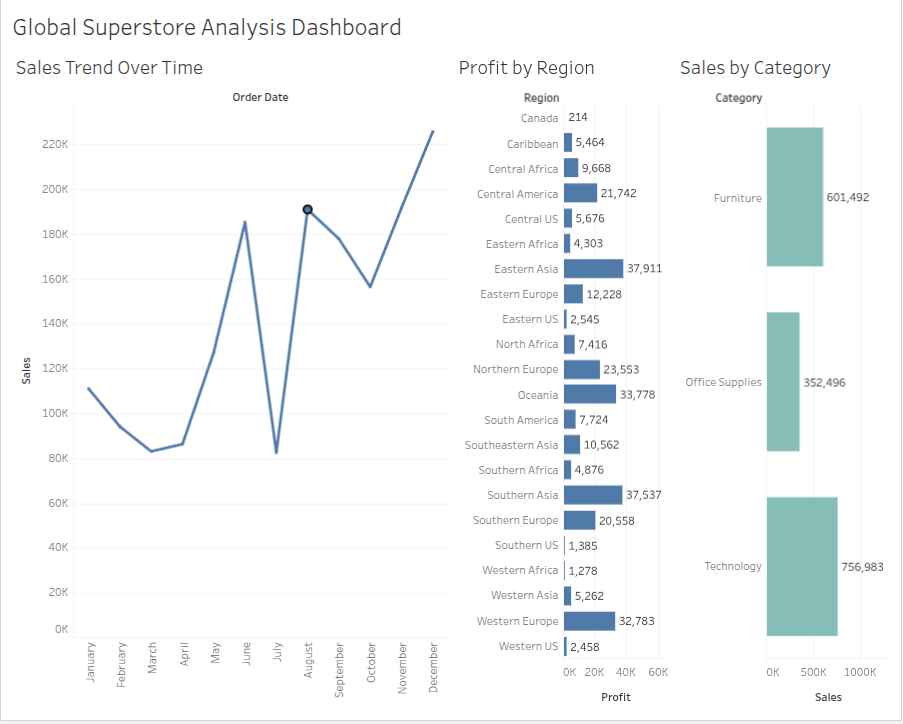 Global Superstore Analysis Dashboard
Sales Trend Over Time
Order Date
Sales
220K
200K
180K
160K
140K
120K
100K
80K
60K
40K
20K
0K
January
February
March
April
May
June
July
August
September
October
November
December
Profit by Region
Region
Canada 214
Caribbean 5,464
Central Africa 9,668
Central America 21,742
Central US 5,676
Eastern Africa 4,303
Eastern Asia 37,911
Eastern Europe 12,228
Eastern US 2,545
North Africa 7,416
Northern Europe 23,553
Oceania 33,778
South America 7,724
Southeastern Asia 10,562
Southern Africa 4,876
Southern Asia 37,537
Southern Europe 20,558
Southern US 1,385
Western Africa 1,278
Western Asia 5,262
Western Europe 32,783
Western US 2,458
0K 20K 40K 60K
Profit
Sales by Category
Category
Furniture 601,492
Office Supplies 352,496
Technology 756,983
0K 500K 1000K
Sales